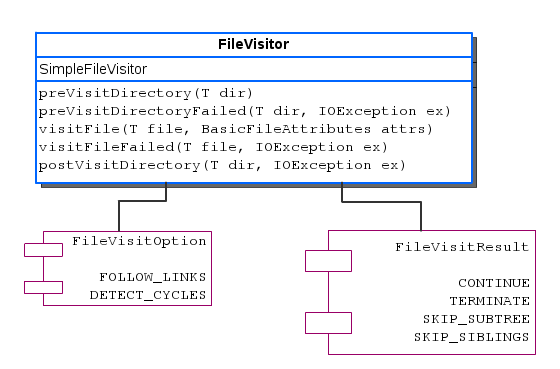 FileVisitor
SimpleFileVisitor
preVisitDirectory(T dir)
preVisitDirectoryFailed(T dir, IOException ex)
visitFile(T file, BasicFileAttributes attrs)
visitFileFailed(T file, IOException ex)
postVisitDirectory(T dir, IOException ex)
FileVisitOption
FOLLOW_LINKS
DETECT_CYCLES
FileVisitResult
CONTINUE
TERMINATE
SKIP_SUBTREE
SKIP_SIBLINGS